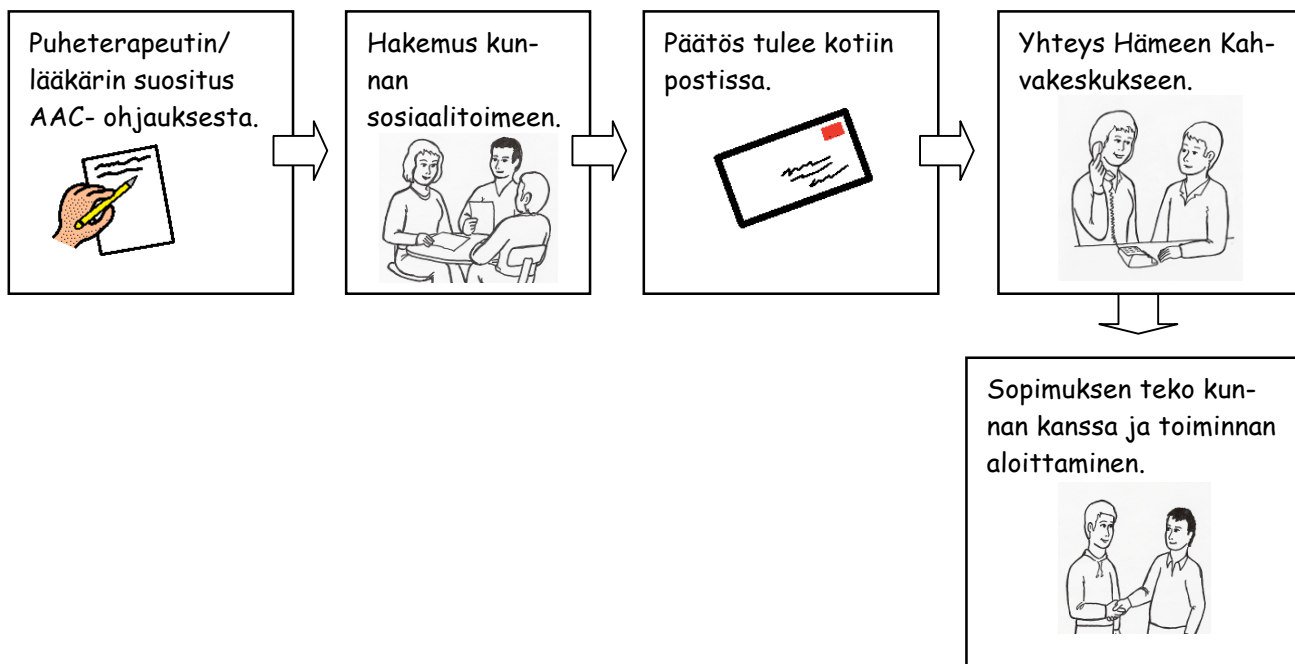 Puheterapeutin/
lääkärin suositus
AAC- ohjauksesta.
Hakemus kun-
nan
sosiaalitoimeen.
Päätös tulee kotiin
postissa.
Yhteys Hämeen Kah-
vakeskukseen.
Sopimuksen teko kun-
nan kanssa ja toiminnan
aloittaminen.